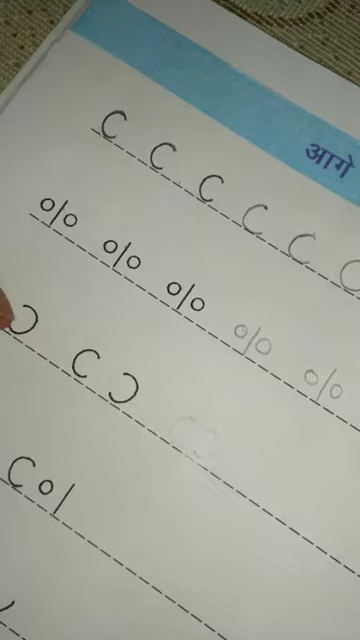 आगे
C C C C C C
o|o o|o o|o o|o o|o
Ɔ C Ɔ
C o |